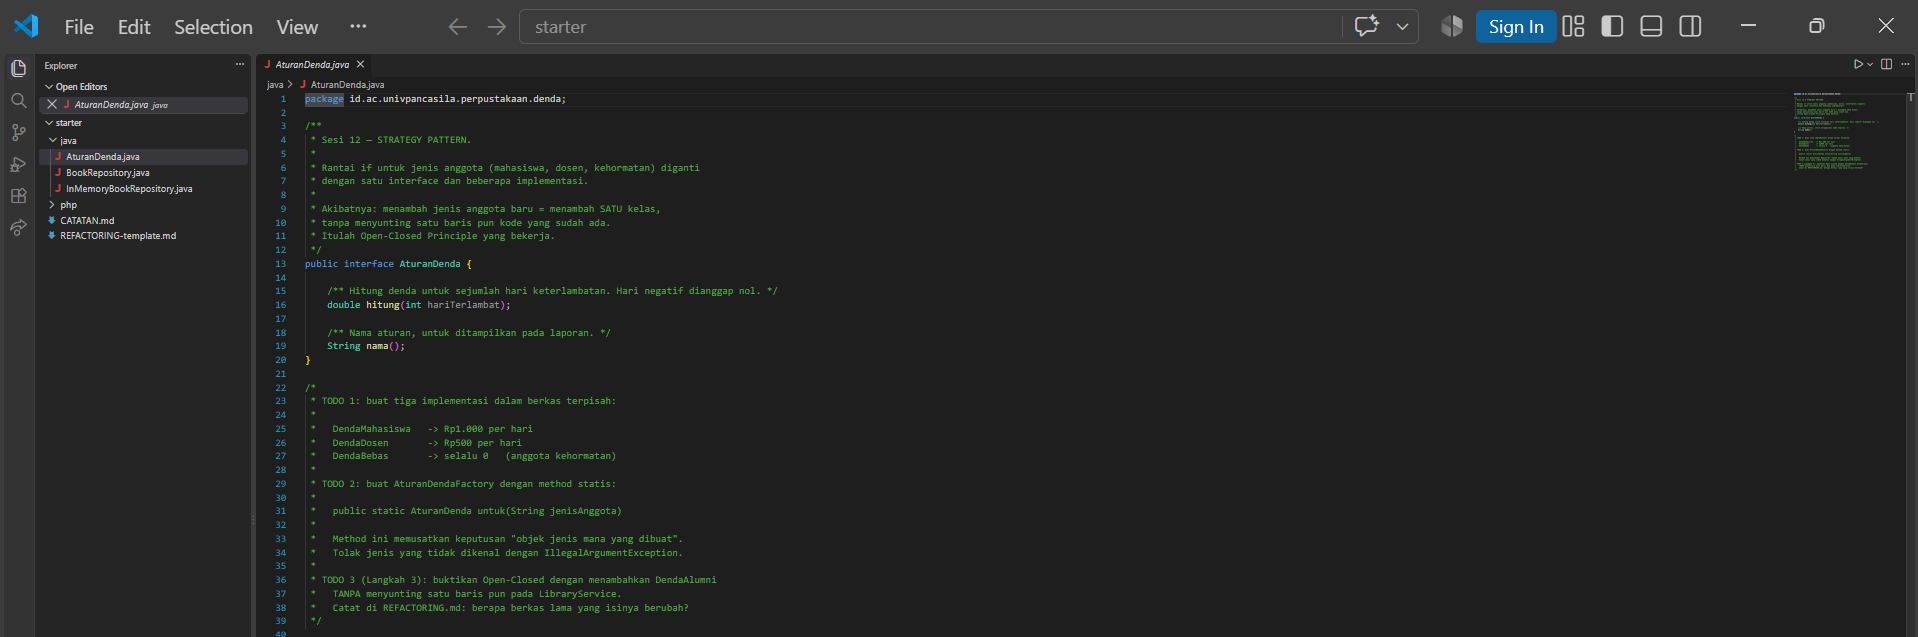 File Edit Selection View ··· starter Sign In
Explorer ···
Open Editors
AturanDenda.java java
starter
java
AturanDenda.java
BookRepository.java
InMemoryBookRepository.java
php
CATATAN.md
REFACTORING-template.md
AturanDenda.java
java > AturanDenda.java
1 package id.ac.univpancasila.perpustakaan.denda;
2
3 /**
4 * Sesi 12 — STRATEGY PATTERN.
5 *
6 * Rantai if untuk jenis anggota (mahasiswa, dosen, kehormatan) diganti
7 * dengan satu interface dan beberapa implementasi.
8 *
9 * Akibatnya: menambah jenis anggota baru = menambah SATU kelas,
10 * tanpa menyunting satu baris pun kode yang sudah ada.
11 * Itulah Open-Closed Principle yang bekerja.
12 */
13 public interface AturanDenda {
14
15 /** Hitung denda untuk sejumlah hari keterlambatan. Hari negatif dianggap nol. */
16 double hitung(int hariTerlambat);
17
18 /** Nama aturan, untuk ditampilkan pada laporan. */
19 String nama();
20 }
21
22 /*
23 * TODO 1: buat tiga implementasi dalam berkas terpisah:
24 *
25 * DendaMahasiswa -> Rp1.000 per hari
26 * DendaDosen -> Rp500 per hari
27 * DendaBebas -> selalu 0 (anggota kehormatan)
28 *
29 * TODO 2: buat AturanDendaFactory dengan method statis:
30 *
31 * public static AturanDenda untuk(String jenisAnggota)
32 *
33 * Method ini memusatkan keputusan "objek jenis mana yang dibuat".
34 * Tolak jenis yang tidak dikenal dengan IllegalArgumentException.
35 *
36 * TODO 3 (Langkah 3): buktikan Open-Closed dengan menambahkan DendaAlumni
37 * TANPA menyunting satu baris pun pada LibraryService.
38 * Catat di REFACTORING.md: berapa berkas lama yang isinya berubah?
39 */
40